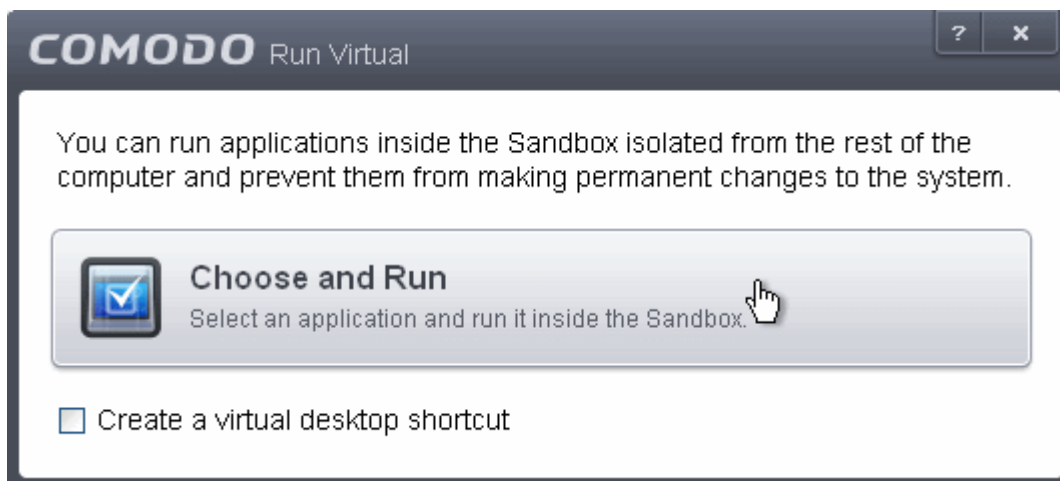 COMODO Run Virtual
? x
You can run applications inside the Sandbox isolated from the rest of the
computer and prevent them from making permanent changes to the system.
Choose and Run
Select an application and run it inside the Sandbox.
Create a virtual desktop shortcut